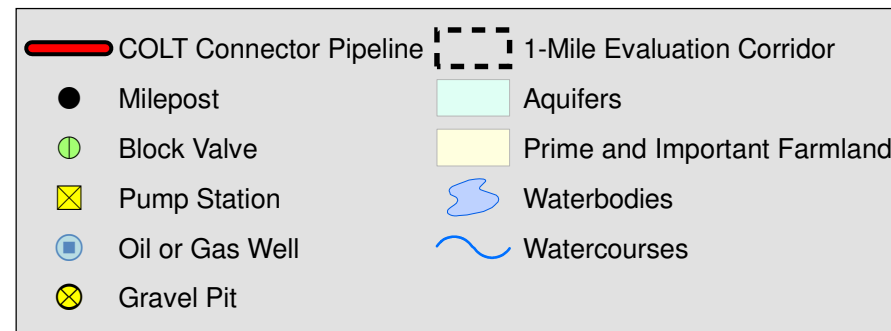 COLT Connector Pipeline
Milepost
Block Valve
Pump Station
Oil or Gas Well
Gravel Pit
1-Mile Evaluation Corridor
Aquifers
Prime and Important Farmland
Waterbodies
Watercourses